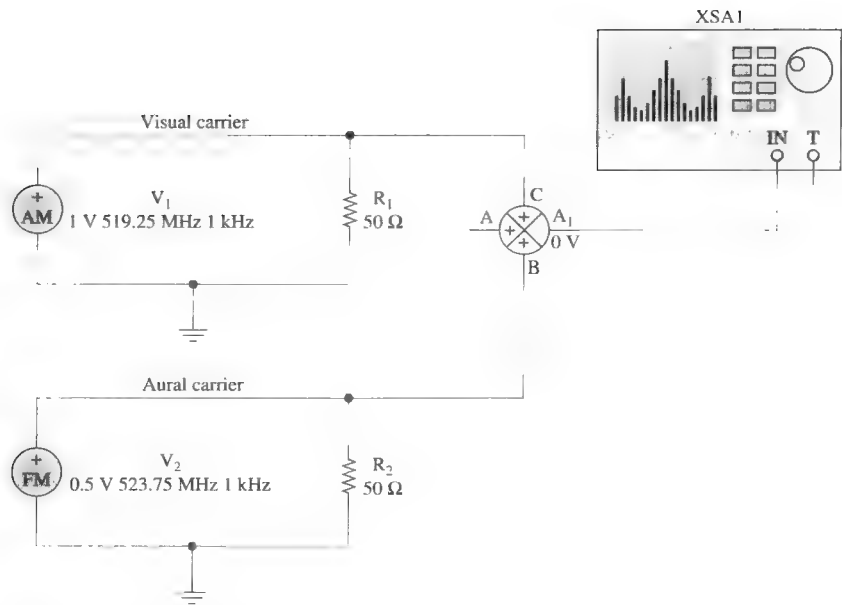 XSA1
IN T
Visual carrier
AM
V1
1 V 519.25 MHz 1 kHz
R1
50 Ω
C
A
A1
0 V
B
Aural carrier
FM
V2
0.5 V 523.75 MHz 1 kHz
R2
50 Ω